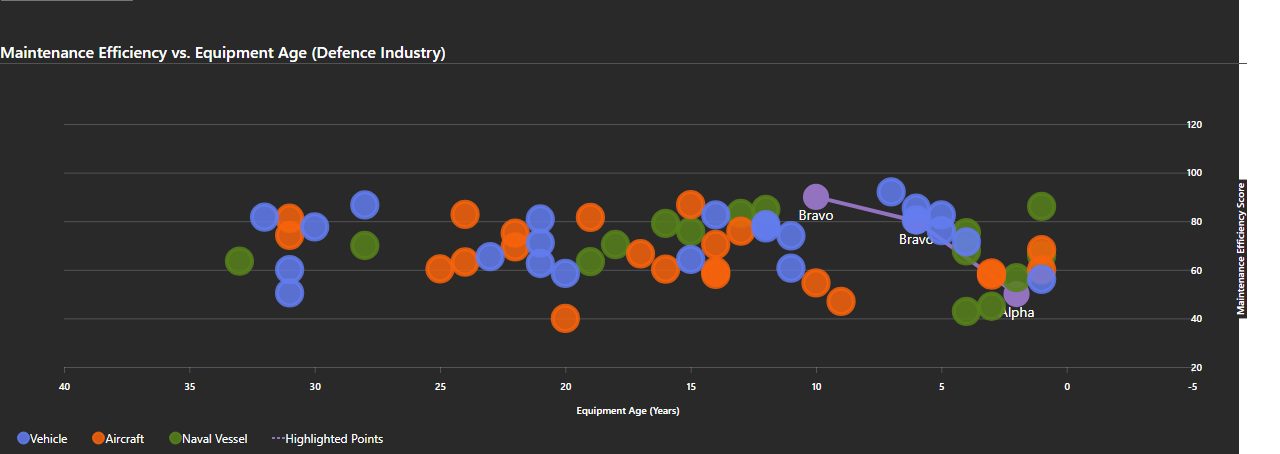 Maintenance Efficiency vs. Equipment Age (Defence Industry)
120
100
80
60
40
20
Maintenance Efficiency Score
Bravo
Bravo
Alpha
40 35 30 25 20 15 10 5 0 -5
Equipment Age (Years)
Vehicle Aircraft Naval Vessel Highlighted Points